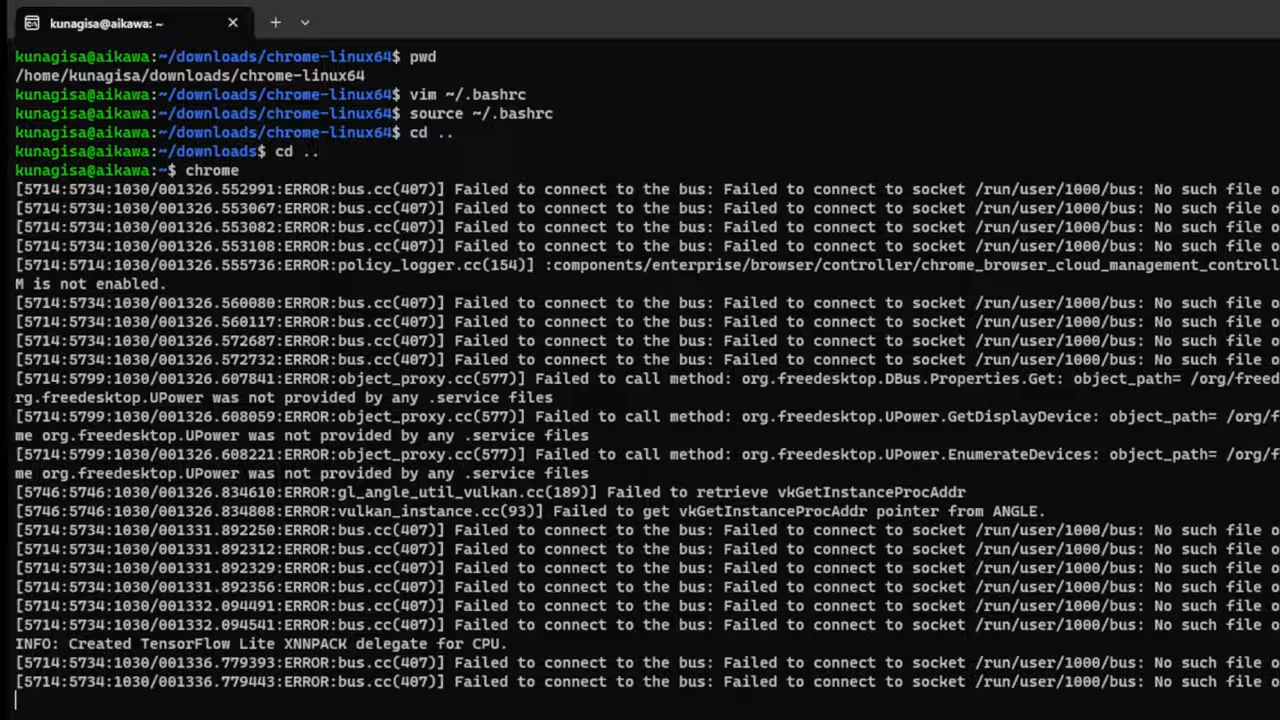 kunagisa@aikawa: ~
kunagisa@aikawa:~/downloads/chrome-linux64$ pwd
/home/kunagisa/downloads/chrome-linux64
kunagisa@aikawa:~/downloads/chrome-linux64$ vim ~/.bashrc
kunagisa@aikawa:~/downloads/chrome-linux64$ source ~/.bashrc
kunagisa@aikawa:~/downloads/chrome-linux64$ cd ..
kunagisa@aikawa:~/downloads$ cd ..
kunagisa@aikawa:~$ chrome
[5714:5734:1030/001326.552991:ERROR:bus.cc(407)] Failed to connect to the bus: Failed to connect to socket /run/user/1000/bus: No such file o
[5714:5734:1030/001326.553067:ERROR:bus.cc(407)] Failed to connect to the bus: Failed to connect to socket /run/user/1000/bus: No such file o
[5714:5734:1030/001326.553082:ERROR:bus.cc(407)] Failed to connect to the bus: Failed to connect to socket /run/user/1000/bus: No such file o
[5714:5734:1030/001326.553108:ERROR:bus.cc(407)] Failed to connect to the bus: Failed to connect to socket /run/user/1000/bus: No such file o
[5714:5734:1030/001326.555736:ERROR:policy_logger.cc(154)] :components/enterprise/browser/controller/chrome_browser_cloud_management_controll
M is not enabled.
[5714:5734:1030/001326.560080:ERROR:bus.cc(407)] Failed to connect to the bus: Failed to connect to socket /run/user/1000/bus: No such file o
[5714:5734:1030/001326.560117:ERROR:bus.cc(407)] Failed to connect to the bus: Failed to connect to socket /run/user/1000/bus: No such file o
[5714:5734:1030/001326.572687:ERROR:bus.cc(407)] Failed to connect to the bus: Failed to connect to socket /run/user/1000/bus: No such file o
[5714:5734:1030/001326.572732:ERROR:bus.cc(407)] Failed to connect to the bus: Failed to connect to socket /run/user/1000/bus: No such file o
[5714:5799:1030/001326.607841:ERROR:object_proxy.cc(577)] Failed to call method: org.freedesktop.DBus.Properties.Get: object_path= /org/freed
rg.freedesktop.UPower was not provided by any .service files
[5714:5799:1030/001326.608059:ERROR:object_proxy.cc(577)] Failed to call method: org.freedesktop.UPower.GetDisplayDevice: object_path= /org/f
me org.freedesktop.UPower was not provided by any .service files
[5714:5799:1030/001326.608221:ERROR:object_proxy.cc(577)] Failed to call method: org.freedesktop.UPower.EnumerateDevices: object_path= /org/f
me org.freedesktop.UPower was not provided by any .service files
[5746:5746:1030/001326.834610:ERROR:gl_angle_util_vulkan.cc(189)] Failed to retrieve vkGetInstanceProcAddr
[5746:5746:1030/001326.834808:ERROR:vulkan_instance.cc(93)] Failed to get vkGetInstanceProcAddr pointer from ANGLE.
[5714:5734:1030/001331.892250:ERROR:bus.cc(407)] Failed to connect to the bus: Failed to connect to socket /run/user/1000/bus: No such file o
[5714:5734:1030/001331.892312:ERROR:bus.cc(407)] Failed to connect to the bus: Failed to connect to socket /run/user/1000/bus: No such file o
[5714:5734:1030/001331.892329:ERROR:bus.cc(407)] Failed to connect to the bus: Failed to connect to socket /run/user/1000/bus: No such file o
[5714:5734:1030/001331.892356:ERROR:bus.cc(407)] Failed to connect to the bus: Failed to connect to socket /run/user/1000/bus: No such file o
[5714:5734:1030/001332.094491:ERROR:bus.cc(407)] Failed to connect to the bus: Failed to connect to socket /run/user/1000/bus: No such file o
[5714:5734:1030/001332.094541:ERROR:bus.cc(407)] Failed to connect to the bus: Failed to connect to socket /run/user/1000/bus: No such file o
INFO: Created TensorFlow Lite XNNPACK delegate for CPU.
[5714:5734:1030/001336.779393:ERROR:bus.cc(407)] Failed to connect to the bus: Failed to connect to socket /run/user/1000/bus: No such file o
[5714:5734:1030/001336.779443:ERROR:bus.cc(407)] Failed to connect to the bus: Failed to connect to socket /run/user/1000/bus: No such file o